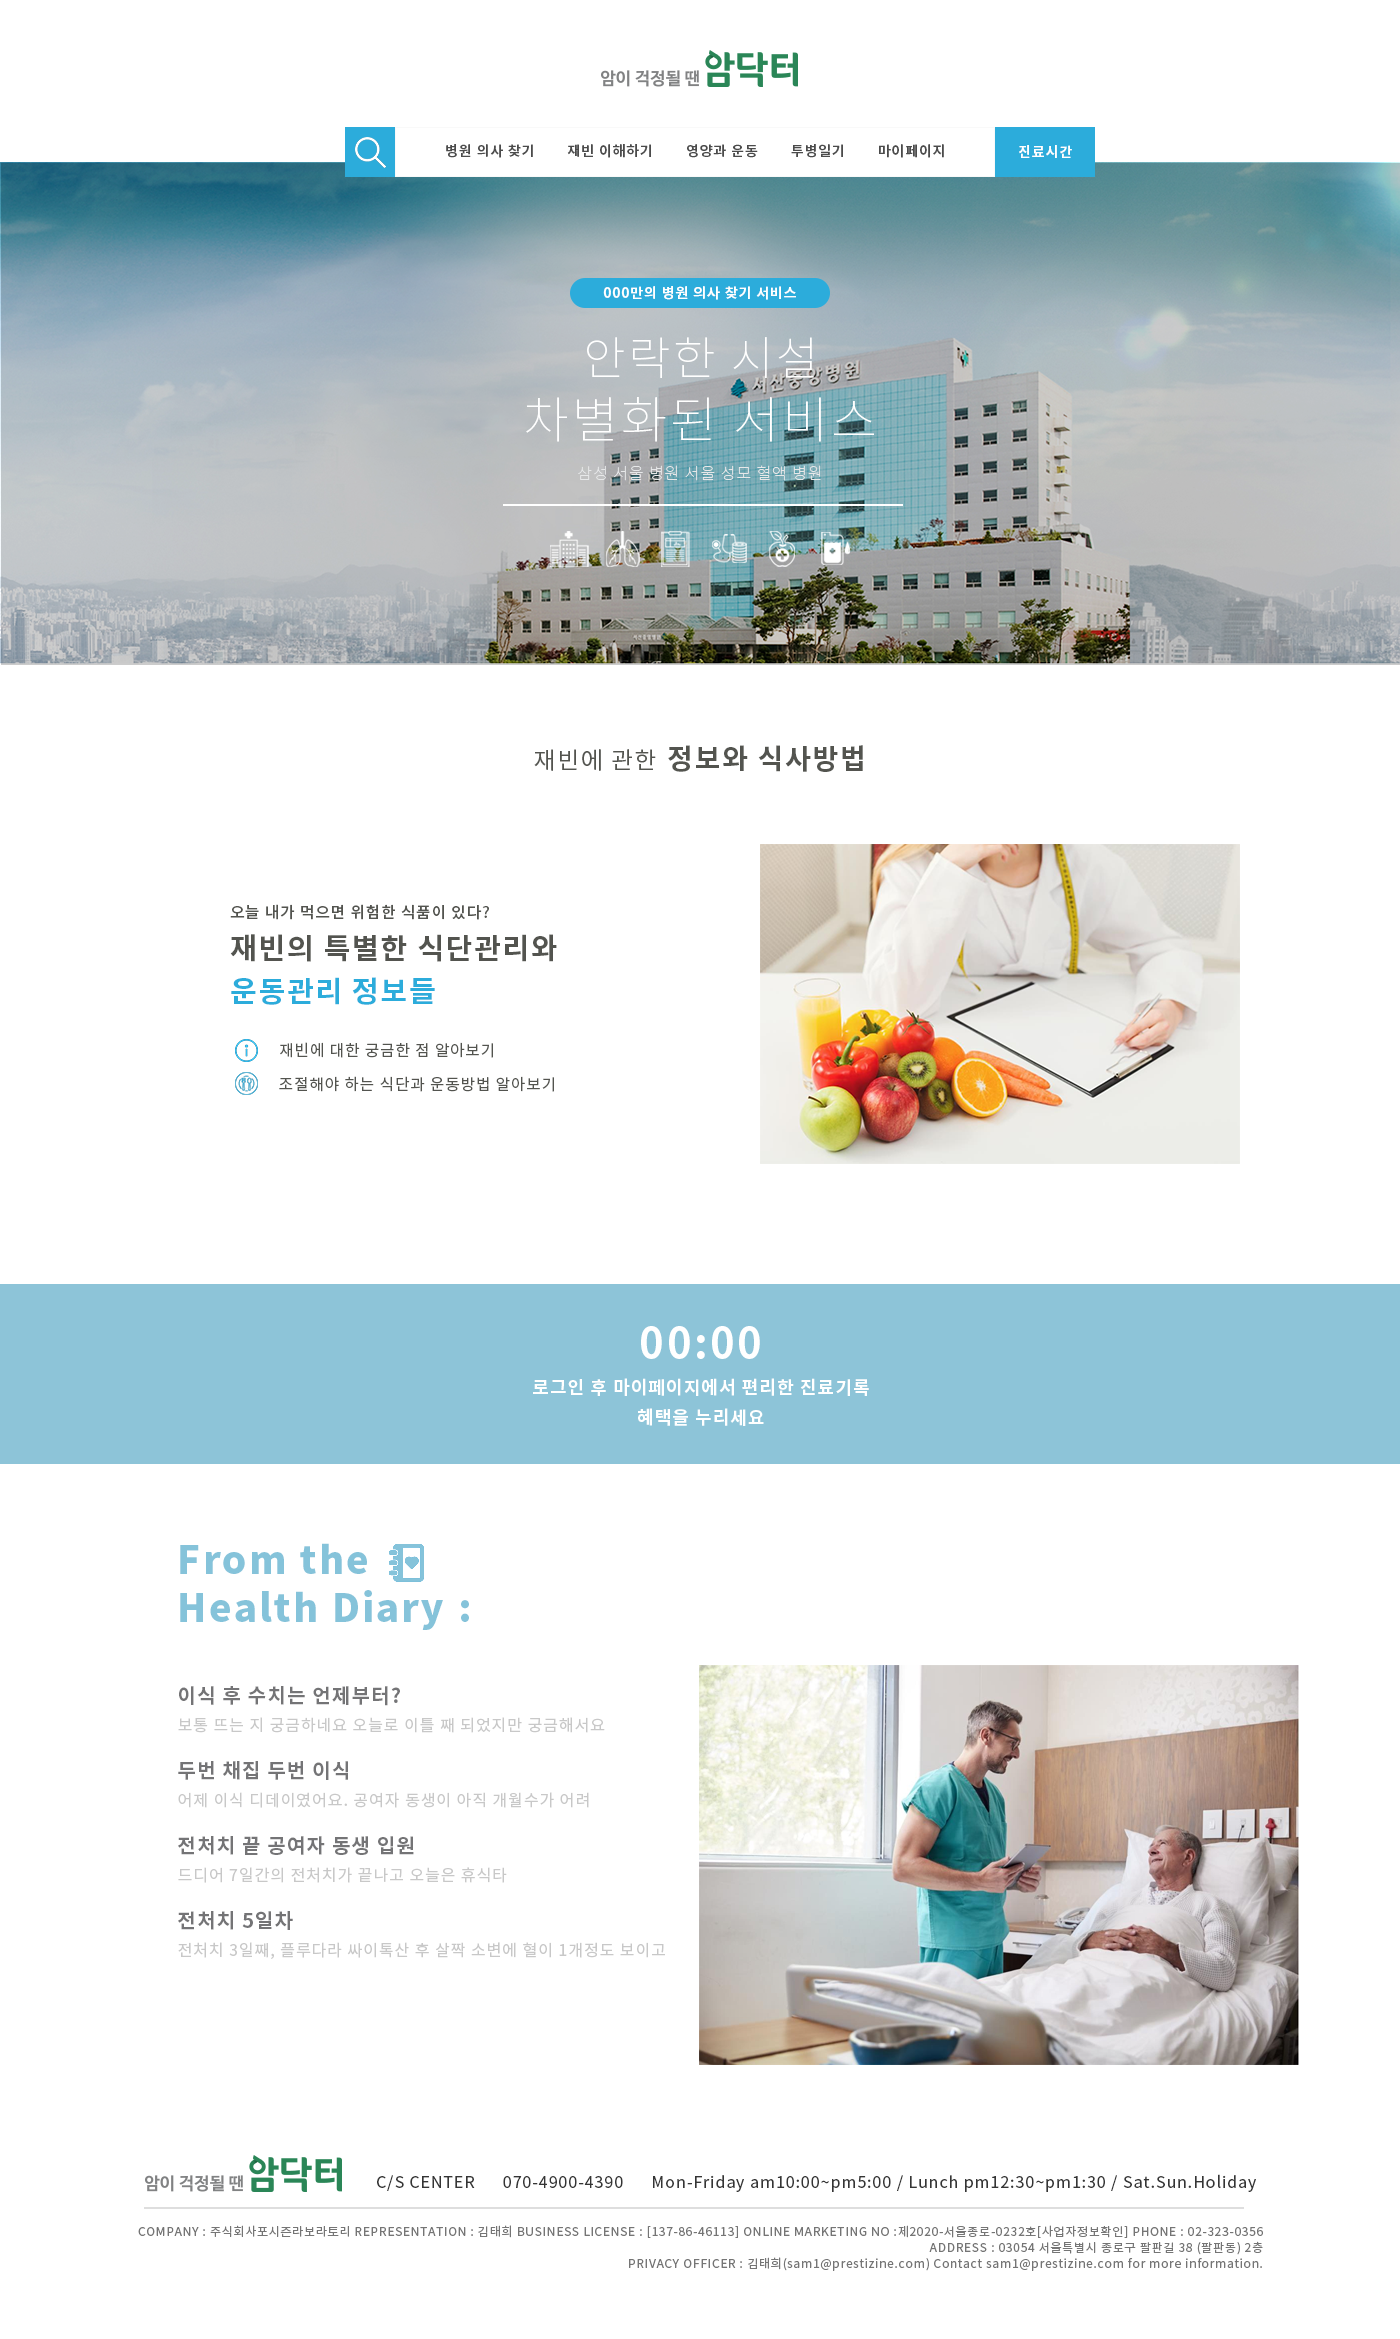 암이 걱정될 땐 암닥터
병원 의사 찾기 재빈 이해하기 영양과 운동 투병일기 마이페이지 진료시간
000만의 병원 의사 찾기 서비스
안락한 시설
서산중앙병원
차별화된 서비스
삼성 서울 병원 서울 성모 혈액 병원
재빈에 관한 정보와 식사방법
오늘 내가 먹으면 위험한 식품이 있다?
재빈의 특별한 식단관리와
운동관리 정보들
재빈에 대한 궁금한 점 알아보기
조절해야 하는 식단과 운동방법 알아보기
00:00
로그인 후 마이페이지에서 편리한 진료기록
혜택을 누리세요
From the
Health Diary :
이식 후 수치는 언제부터?
보통 뜨는 지 궁금하네요 오늘로 이틀 째 되었지만 궁금해서요
두번 채집 두번 이식
어제 이식 디데이였어요. 공여자 동생이 아직 개월수가 어려
전처치 끝 공여자 동생 입원
드디어 7일간의 전처치가 끝나고 오늘은 휴식타
전처치 5일차
전처치 3일째, 플루다라 싸이톡산 후 살짝 소변에 혈이 1개정도 보이고
암이 걱정될 땐 암닥터 C/S CENTER 070-4900-4390 Mon-Friday am10:00~pm5:00 / Lunch pm12:30~pm1:30 / Sat.Sun.Holiday
COMPANY : 주식회사포시즌라보라토리 REPRESENTATION : 김태희 BUSINESS LICENSE : [137-86-46113] ONLINE MARKETING NO :제2020-서울종로-0232호[사업자정보확인] PHONE : 02-323-0356
ADDRESS : 03054 서울특별시 종로구 팔판길 38 (팔판동) 2층
PRIVACY OFFICER : 김태희(sam1@prestizine.com) Contact sam1@prestizine.com for more information.